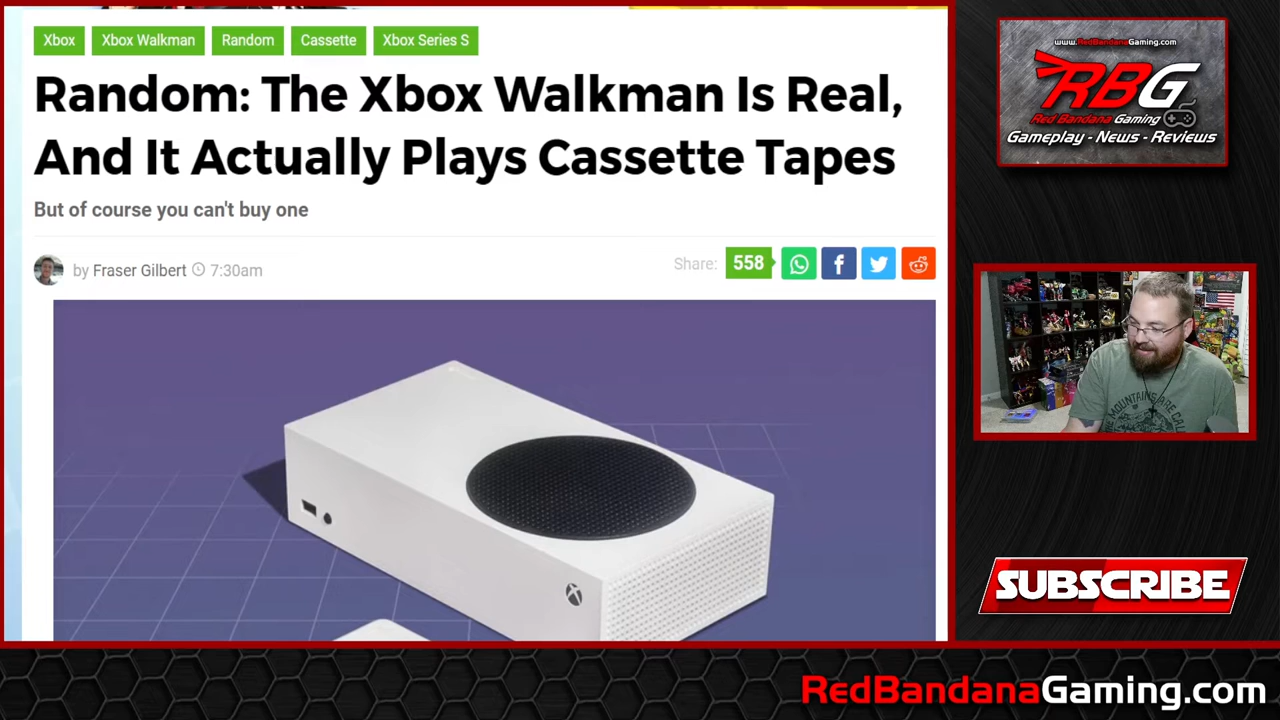 Xbox
Xbox Walkman
Random
Cassette
Xbox Series S
Random: The Xbox Walkman Is Real,
And It Actually Plays Cassette Tapes
But of course you can't buy one
by Fraser Gilbert 7:30am
Share: 558
www.RedBandanaGaming.com
RBG
Red Bandana Gaming
Gameplay - News - Reviews
MOUNTAINS ARE
SUBSCRIBE
RedBandanaGaming.com